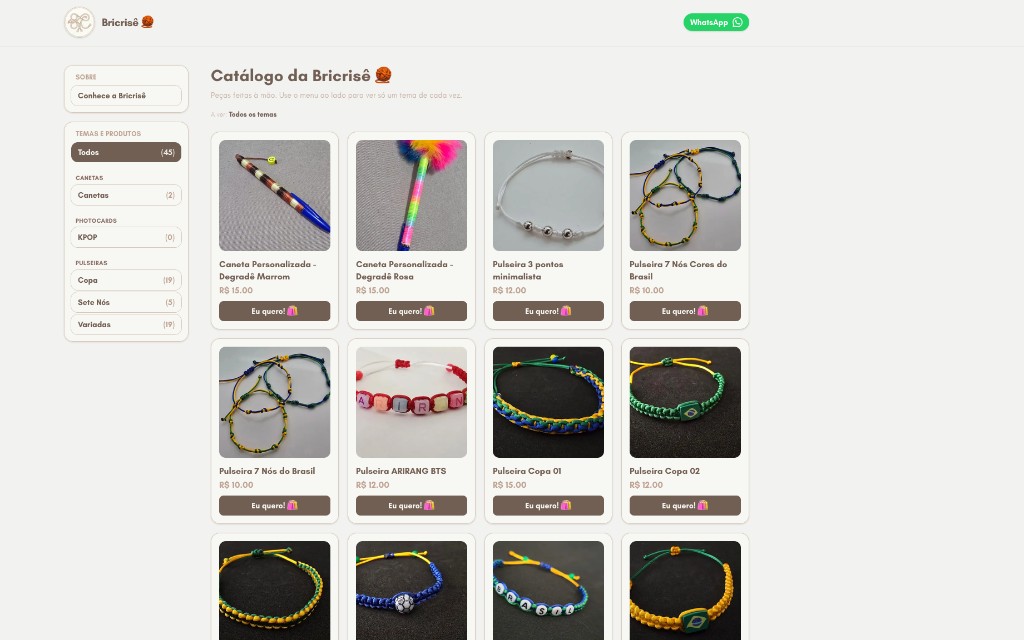 Bricrisê
WhatsApp
SOBRE
Conhece a Bricrisê
TEMAS E PRODUTOS
Todos (45)
CANETAS
Canetas (2)
PHOTOCARDS
KPOP (0)
PULSEIRAS
Copa (19)
Sete Nós (5)
Variadas (19)
Catálogo da Bricrisê
Peças feitas à mão. Use o menu ao lado para ver só um tema de cada vez.
A ver: Todos os temas
Caneta Personalizada - Degradê Marrom
R$ 15.00
Eu quero!
Caneta Personalizada - Degradê Rosa
R$ 15.00
Eu quero!
Pulseira 3 pontos minimalista
R$ 12.00
Eu quero!
Pulseira 7 Nós Cores do Brasil
R$ 10.00
Eu quero!
Pulseira 7 Nós do Brasil
R$ 10.00
Eu quero!
AIRIRN
Pulseira ARIRANG BTS
R$ 12.00
Eu quero!
Pulseira Copa 01
R$ 15.00
Eu quero!
Pulseira Copa 02
R$ 12.00
Eu quero!
BRASIL